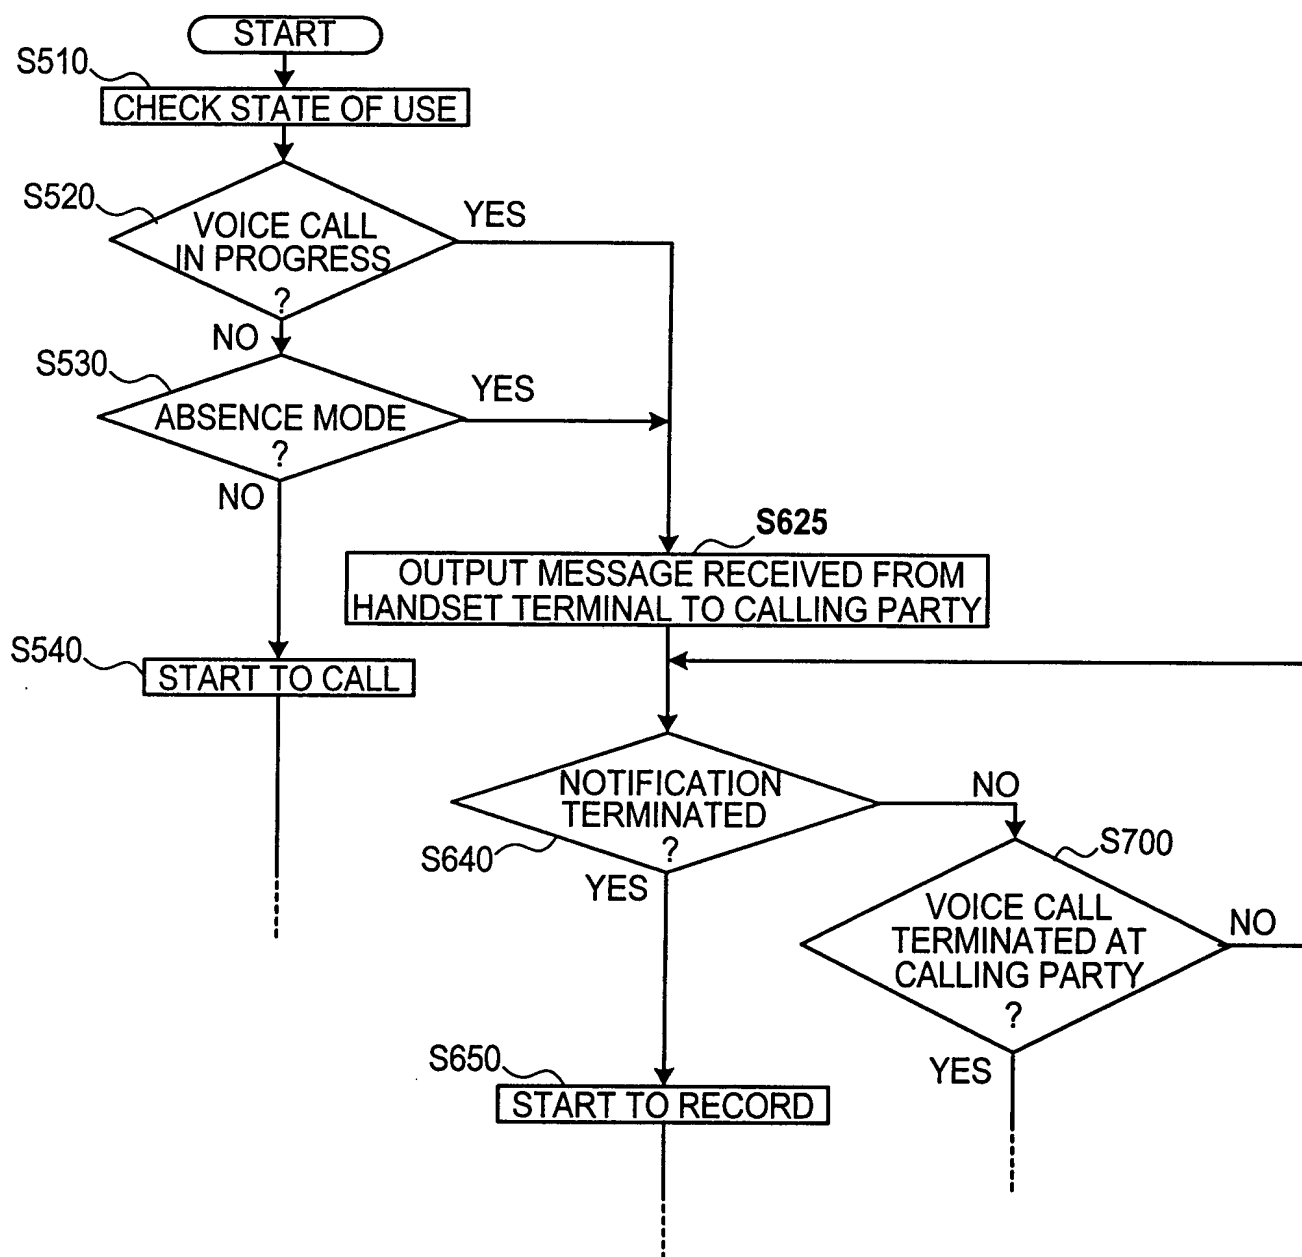 START
S510
CHECK STATE OF USE
S520
VOICE CALL
IN PROGRESS
?
YES
NO
S530
ABSENCE MODE
?
YES
NO
S625
OUTPUT MESSAGE RECEIVED FROM
HANDSET TERMINAL TO CALLING PARTY
S540
START TO CALL
NOTIFICATION
TERMINATED
?
NO
S640
YES
S700
VOICE CALL
TERMINATED AT
CALLING PARTY
?
NO
YES
S650
START TO RECORD